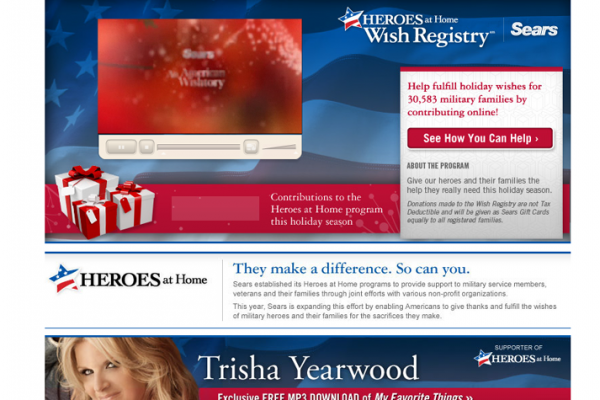 HEROES at Home
Wish Registry
Sears
Sears
An American
Wishtory
Help fulfill holiday wishes for
30,583 military families by
contributing online!
See How You Can Help ›
ABOUT THE PROGRAM
Give our heroes and their families the
help they really need this holiday season.
Donations made to the Wish Registry are not Tax
Deductible and will be given as Sears Gift Cards
equally to all registered families.
Contributions to the
Heroes at Home program
this holiday season
HEROES at Home
They make a difference. So can you.
Sears established its Heroes at Home programs to provide support to military service members,
veterans and their families through joint efforts with various non-profit organizations.
This year, Sears is expanding this effort by enabling Americans to give thanks and fulfill the wishes
of military heroes and their families for the sacrifices they make.
SUPPORTER OF
HEROES at Home
Trisha Yearwood
Exclusive FREE MP3 DOWNLOAD of My Favorite Things »